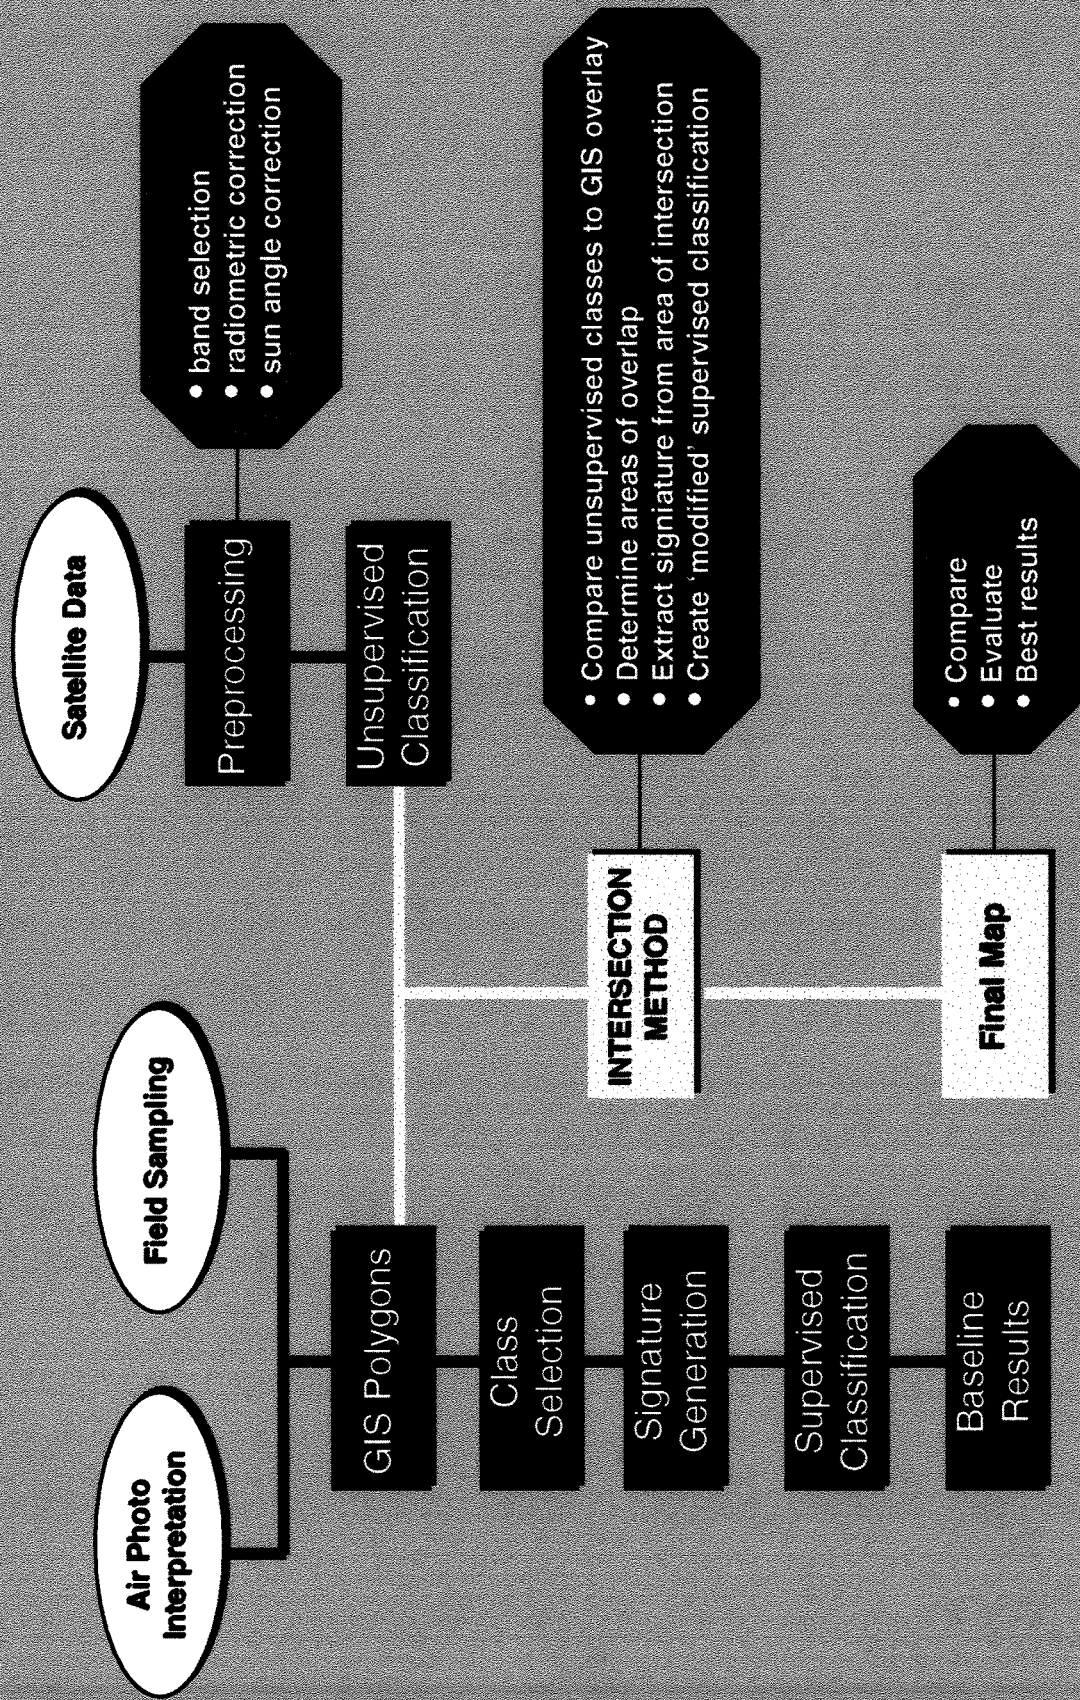 Air Photo
Interpretation
Field Sampling
Satellite Data
GIS Polygons
Class
Selection
Signature
Generation
Supervised
Classification
Baseline
Results
Preprocessing
• band selection
• radiometric correction
• sun angle correction
Unsupervised
Classification
INTERSECTION
METHOD
• Compare unsupervised classes to GIS overlay
• Determine areas of overlap
• Extract signiature from area of intersection
• Create ‘modified’ supervised classification
Final Map
• Compare
• Evaluate
• Best results